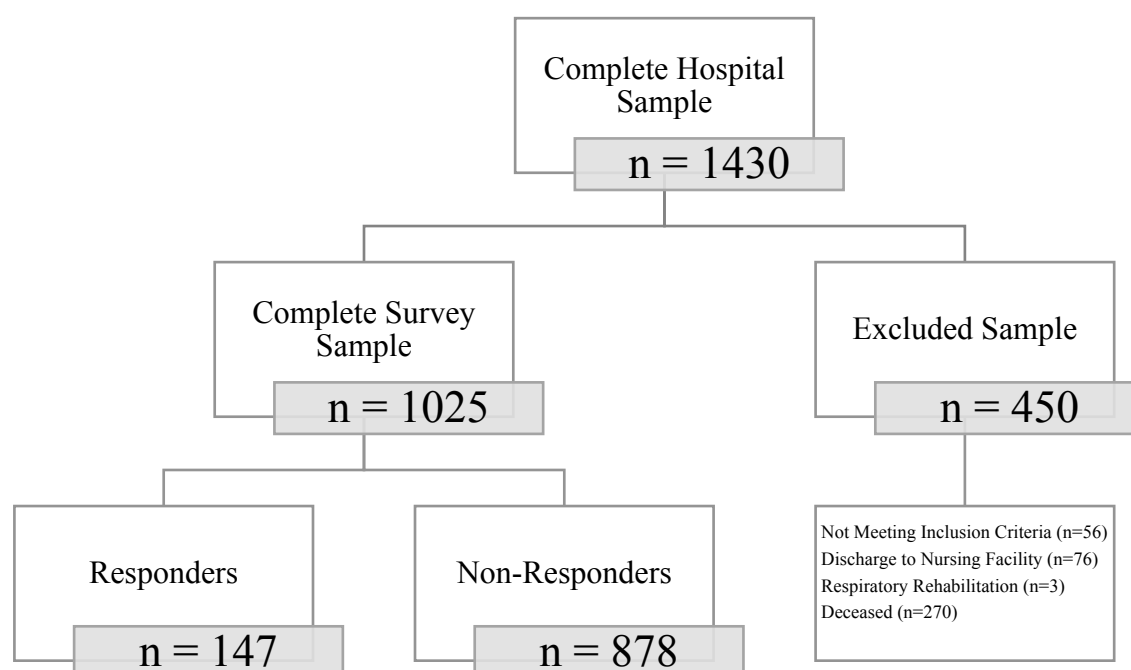 Complete Hospital
Sample
n = 1430
Complete Survey
Sample
n = 1025
Excluded Sample
n = 450
Responders
n = 147
Non-Responders
n = 878
Not Meeting Inclusion Criteria (n=56)
Discharge to Nursing Facility (n=76)
Respiratory Rehabilitation (n=3)
Deceased (n=270)